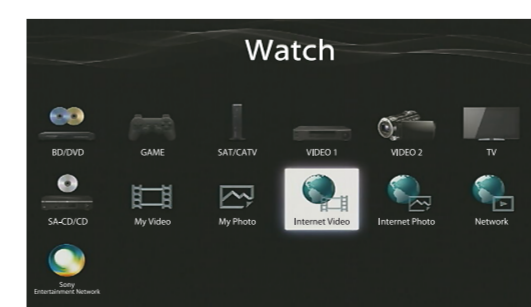 Watch
BD/DVD
GAME
SAT/CATV
VIDEO 1
VIDEO 2
TV
SA-CD/CD
My Video
My Photo
Internet Video
Internet Photo
Network
Sony
Entertainment Network